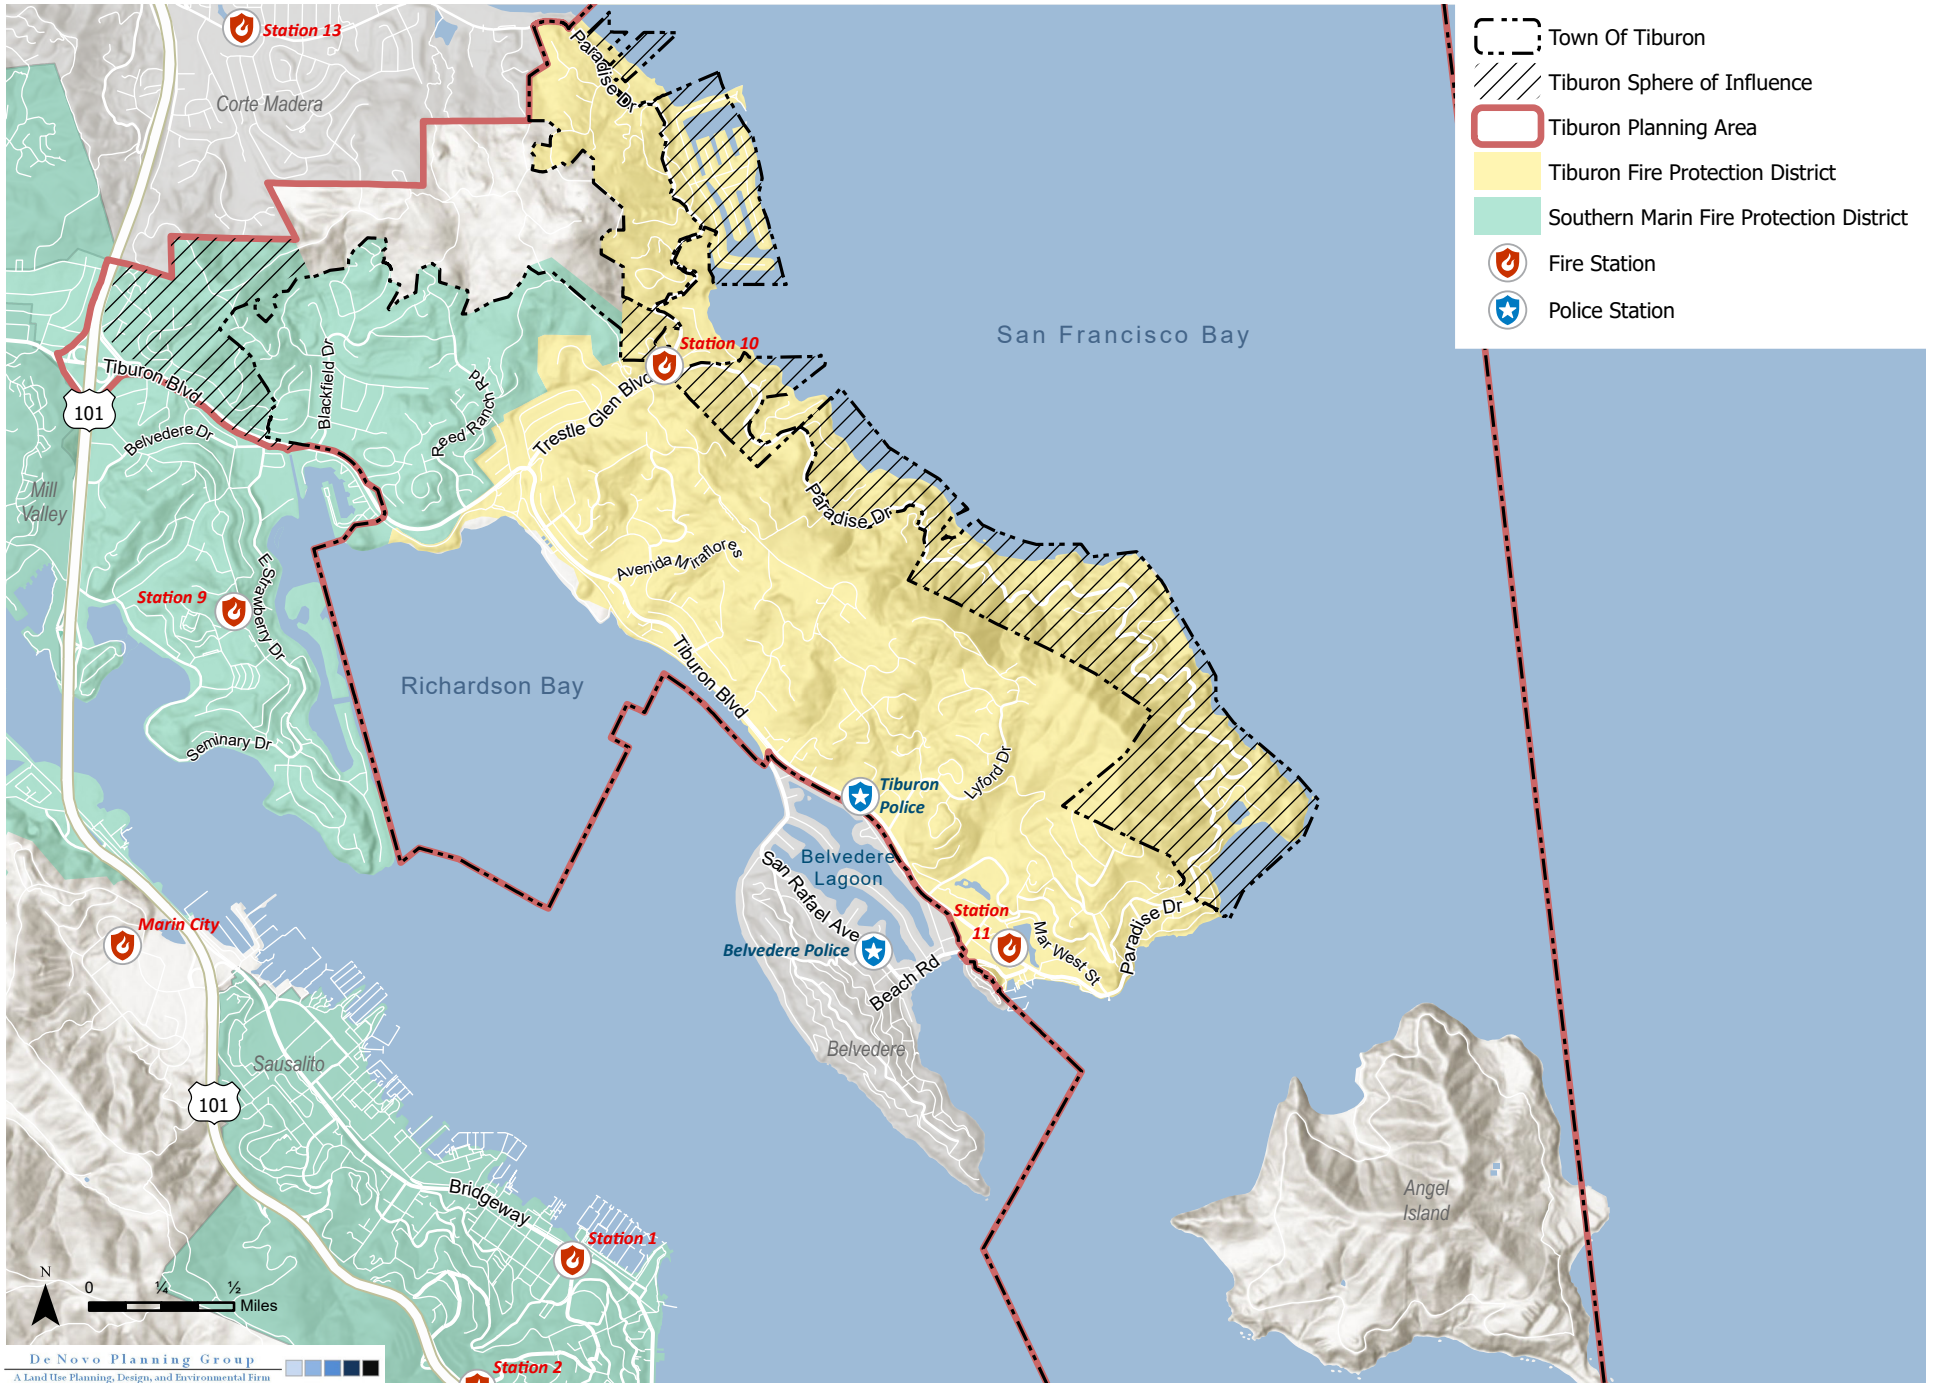 Station 13
Corte Madera
Paradise Dr
Town Of Tiburon
Tiburon Sphere of Influence
Tiburon Planning Area
Tiburon Fire Protection District
Southern Marin Fire Protection District
Fire Station
Police Station
San Francisco Bay
Station 10
Tiburon Blvd
101
Belvedere Dr
Blackfield Dr
Reed Ranch Rd
Trestle Glen Blvd
Mill
Valley
Paradise Dr
Avenida Miraflores
E Strawberry Dr
Station 9
Richardson Bay
Tiburon Blvd
Seminary Dr
Lyford Dr
Tiburon
Police
Belvedere
Lagoon
San Rafael Ave
Station
11
Mar West St
Paradise Dr
Marin City
Belvedere Police
Beach Rd
Belvedere
Sausalito
101
Angel
Island
Bridgeway
Station 1
Station 2
N
0 ¼ ½
Miles
De Novo Planning Group
A Land Use Planning, Design, and Environmental Firm